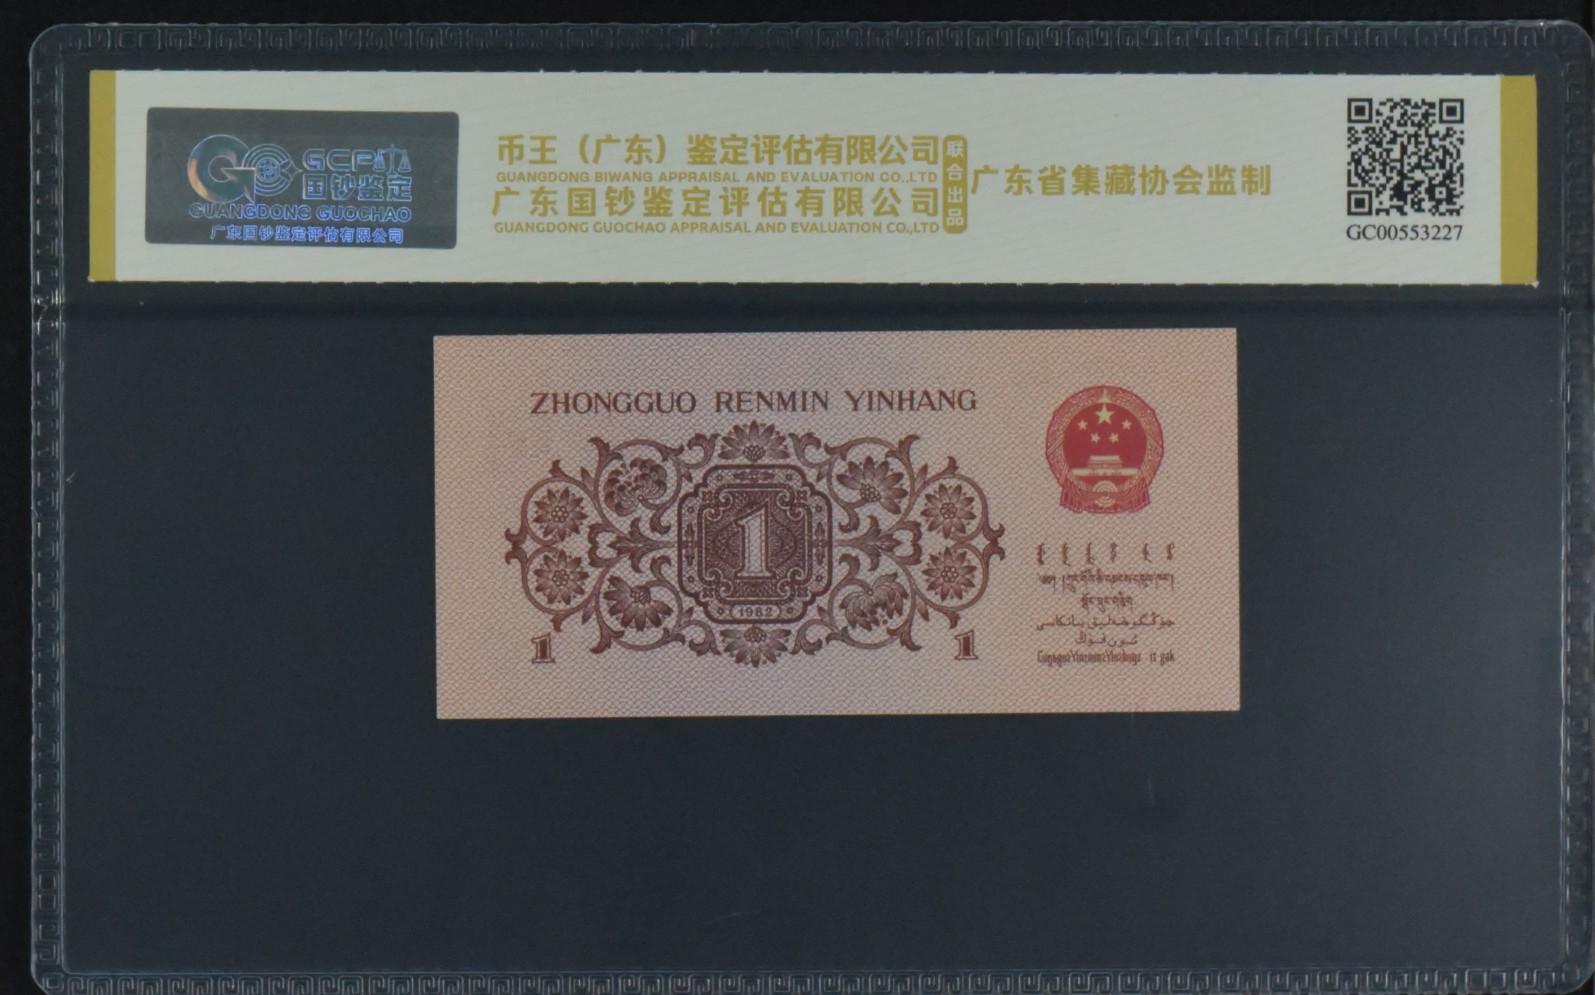 GCPA
国钞鉴定
GUANGDONG GUOCHAO
广东国钞鉴定评估有限公司
币王（广东）鉴定评估有限公司
GUANGDONG BIWANG APPRAISAL AND EVALUATION CO.,LTD
广东国钞鉴定评估有限公司
GUANGDONG GUOCHAO APPRAISAL AND EVALUATION CO.,LTD
联合出品
广东省集藏协会监制
GC00553227
ZHONGGUO RENMIN YINHANG
1
(1962)
1
1
جۇڭگو خەلىق بانكاسى